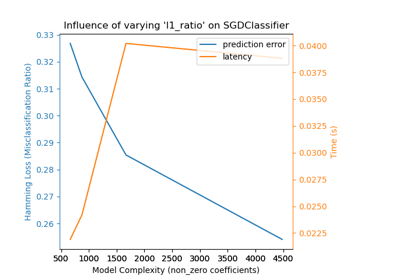 Influence of varying 'l1_ratio' on SGDClassifier
prediction error
latency
Hamming Loss (Misclassification Ratio)
0.33
0.32
0.31
0.30
0.29
0.28
0.27
0.26
0.0400
0.0375
0.0350
0.0325
0.0300
0.0275
0.0250
0.0225
Time (s)
500 1000 1500 2000 2500 3000 3500 4000 4500
Model Complexity (non_zero coefficients)